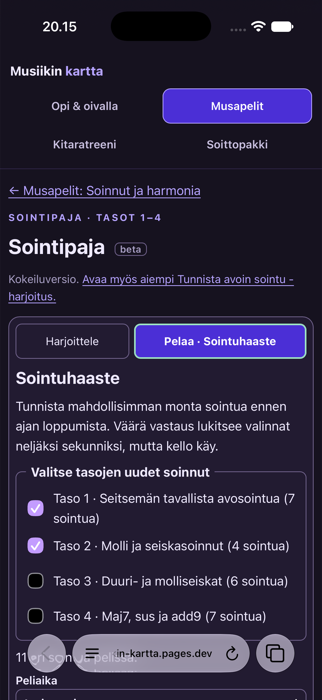 20.15
Musiikin kartta
Opi & oivalla
Musapelit
Kitaratreeni
Soittopakki
← Musapelit: Soinnut ja harmonia
SOINTIPAJA · TASOT 1–4
Sointipaja beta
Kokeiluversio. Avaa myös aiempi Tunnista avoin sointu -
harjoitus.
Harjoittele
Pelaa · Sointuhaaste
Sointuhaaste
Tunnista mahdollisimman monta sointua ennen
ajan loppumista. Väärä vastaus lukitsee valinnat
neljäksi sekunniksi, mutta kello käy.
Valitse tasojen uudet soinnut
Taso 1 · Seitsemän tavallista avosointua (7
sointua)
Taso 2 · Molli ja seiskasoinnut (4 sointua)
Taso 3 · Duuri- ja molliseiskat (6 sointua)
Taso 4 · Maj7, sus ja add9 (7 sointua)
11 pelissä.
in-kartta.pages.dev
Peliaika